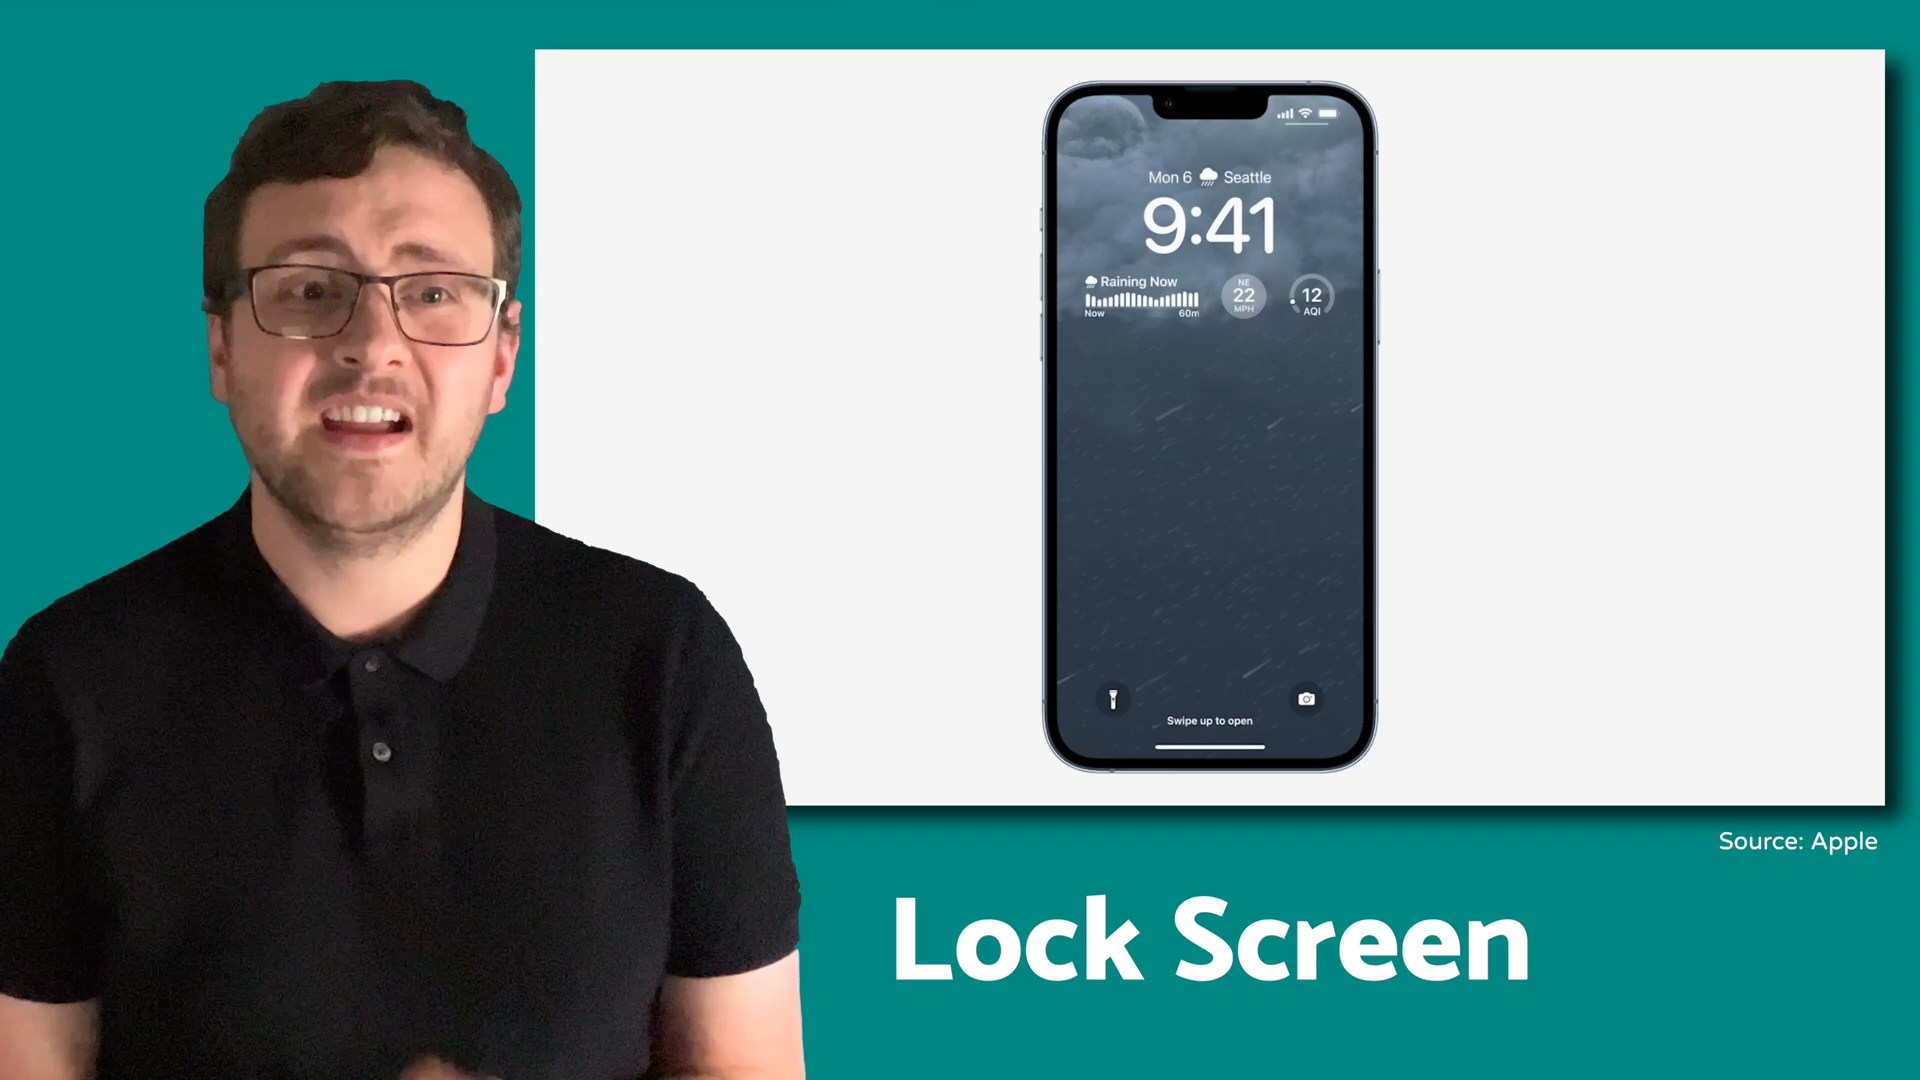 Mon 6 Seattle
9:41
Raining Now
Now 60m
NE
22
MPH
12
AQI
Swipe up to open
Source: Apple
Lock Screen